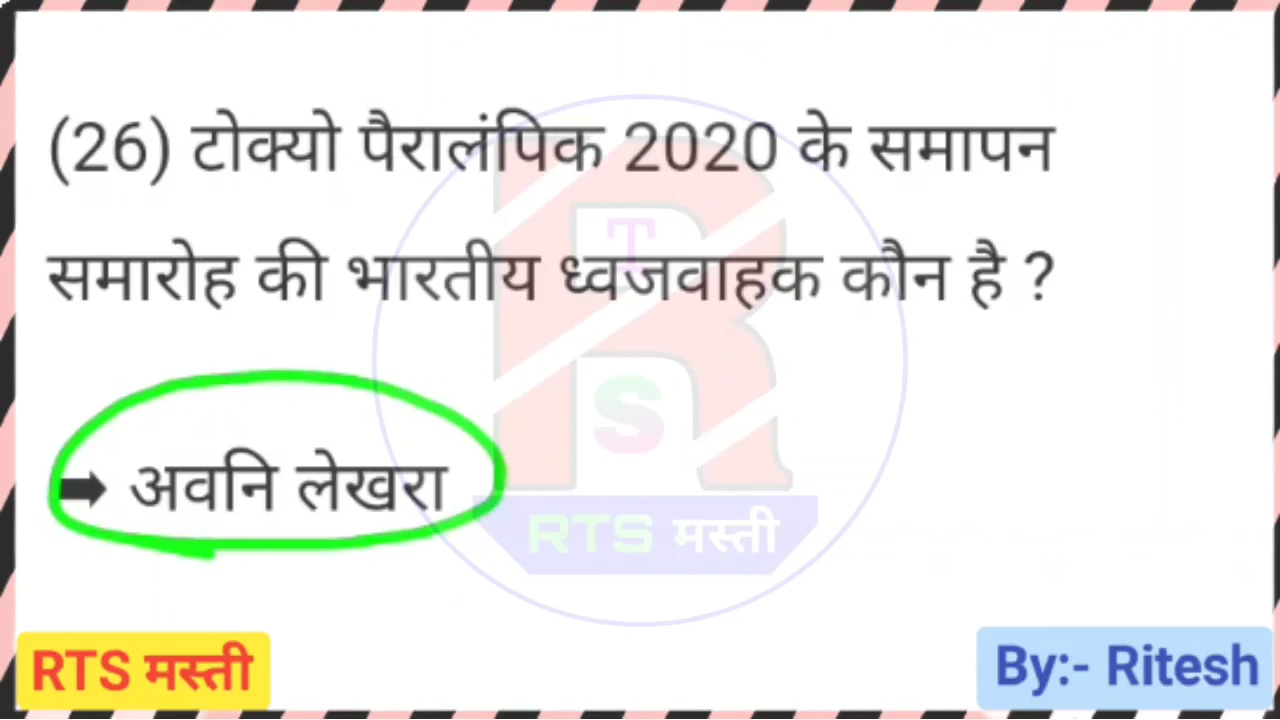 (26) टोक्यो पैरालंपिक 2020 के समापन
समारोह की भारतीय ध्वजवाहक कौन है ?
➡ अवनि लेखरा
R
T
S
RTS मस्ती
RTS मस्ती
By:- Ritesh